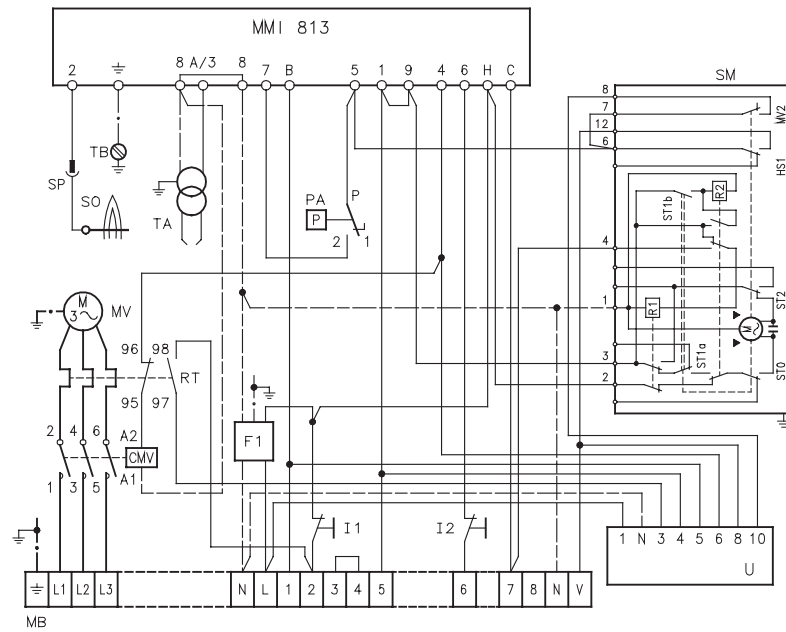 MMI 813
2 8 A/3 8 7 B 5 1 9 4 6 H C
SM
8
7
12
6
MV2
HS1
TB
SP
SO
TA
PA
P
P
2 1
R2
ST1b
4
ST2
1
R1
M
3
2
ST1a
ST0
M
3
MV
96 98
RT
95 97
2 4 6
A2
CMV
A1
1 3 5
F1
I1
I2
1 N 3 4 5 6 8 10
U
L1 L2 L3 N L 1 2 3 4 5 6 7 8 N V
MB